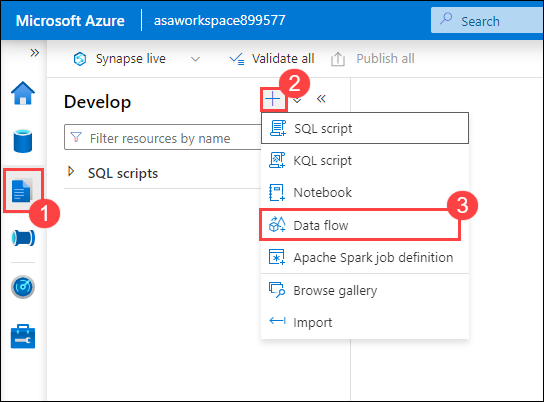 Microsoft Azure asaworkspace899577 Search
Synapse live Validate all Publish all
Develop
2
Filter resources by name
SQL scripts
1
SQL script
KQL script
Notebook
3
Data flow
Apache Spark job definition
Browse gallery
Import